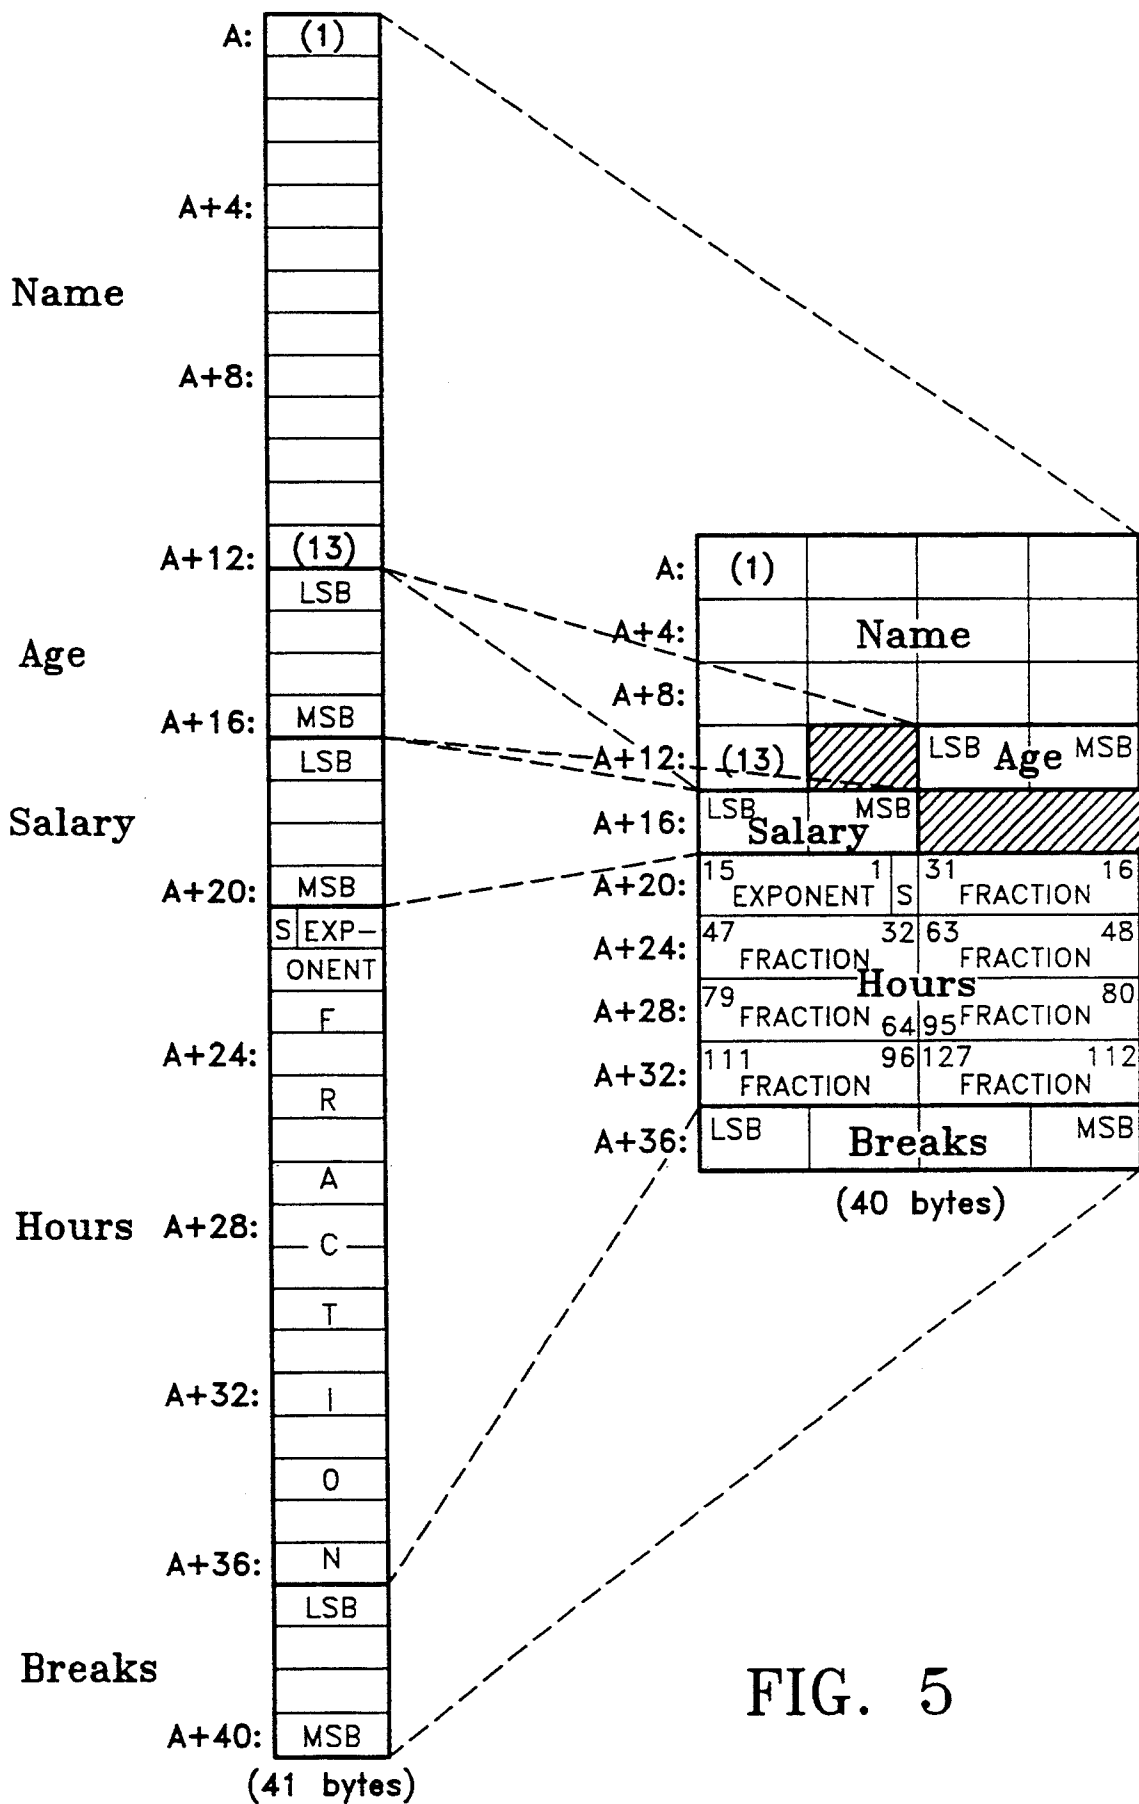 A: (1)
A+4:
Name
A+8:
A+12: (13)
LSB
Age
A+16: MSB
LSB
Salary
A+20: MSB
S EXP-
ONENT
F
A+24:
R
A
Hours A+28: C
T
A+32: I
O
A+36: N
LSB
Breaks
A+40: MSB
(41 bytes)
A: (1)
A+4: Name
A+8:
A+12: (13) LSB Age MSB
A+16: LSB Salary MSB
A+20: 15 EXPONENT 1 S 31 FRACTION 16
A+24: 47 FRACTION 32 63 FRACTION 48
Hours
A+28: 79 FRACTION 64 95 FRACTION 80
A+32: 111 FRACTION 96 127 FRACTION 112
A+36: LSB Breaks MSB
(40 bytes)
FIG. 5